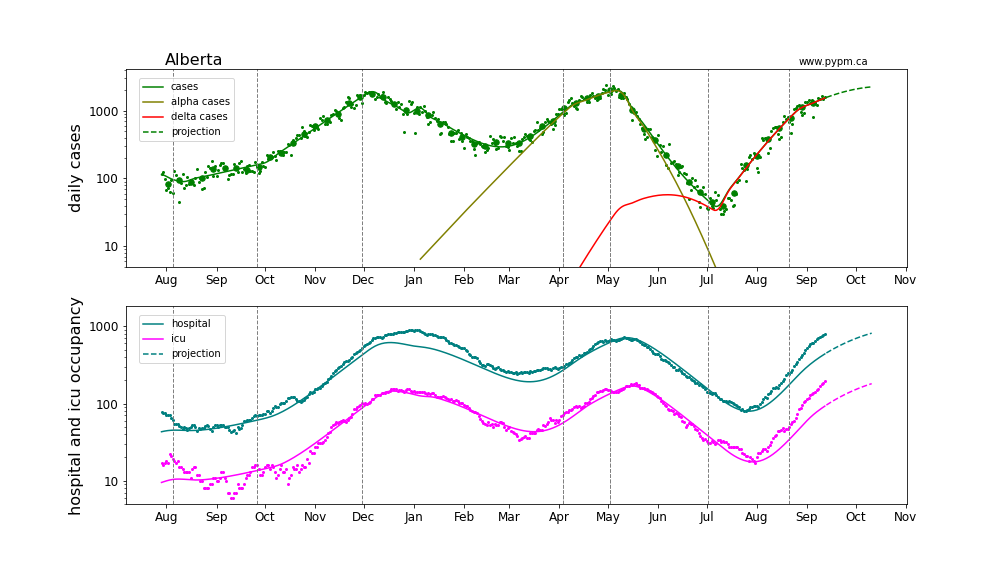 Alberta
www.pypm.ca
daily cases
1000
100
10
cases
alpha cases
delta cases
projection
Aug Sep Oct Nov Dec Jan Feb Mar Apr May Jun Jul Aug Sep Oct Nov
hospital and icu occupancy
1000
100
10
hospital
icu
projection
Aug Sep Oct Nov Dec Jan Feb Mar Apr May Jun Jul Aug Sep Oct Nov